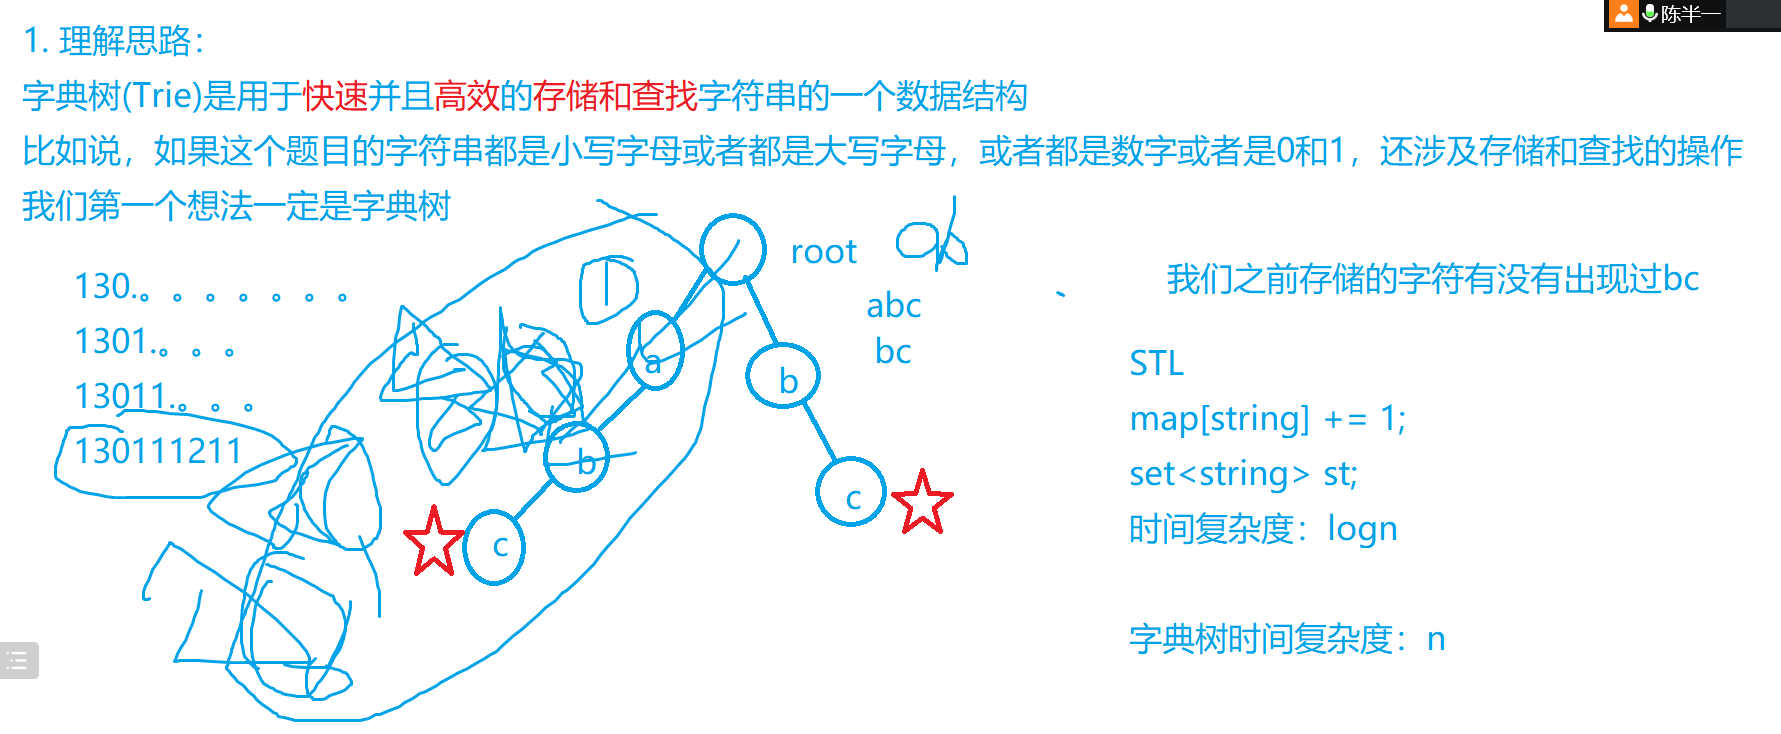 陈半一
1. 理解思路：
字典树(Trie)是用于快速并且高效的存储和查找字符串的一个数据结构
比如说，如果这个题目的字符串都是小写字母或者都是大写字母，或者都是数字或者是0和1，还涉及存储和查找的操作
我们第一个想法一定是字典树
130.。。。。。。。
1301.。。。
13011.。。。
130111211
root
abc
bc
a
b
b
c
c
、
我们之前存储的字符有没有出现过bc
STL
map[string] += 1;
set<string> st;
时间复杂度：logn
字典树时间复杂度：n